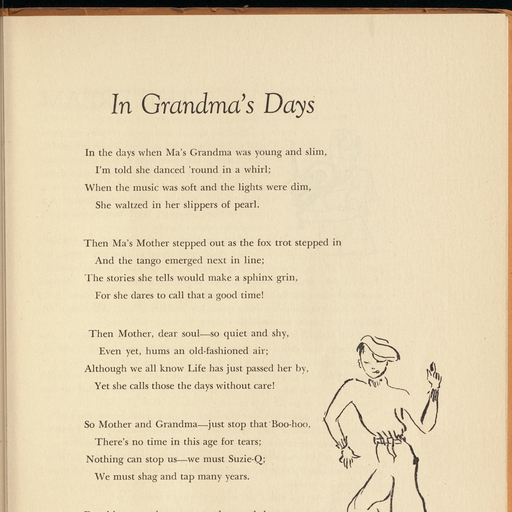 In Grandma's Days
In the days when Ma's Grandma was young and slim,
I'm told she danced 'round in a whirl;
When the music was soft and the lights were dim,
She waltzed in her slippers of pearl.
Then Ma's Mother stepped out as the fox trot stepped in
And the tango emerged next in line;
The stories she tells would make a sphinx grin,
For she dares to call that a good time!
Then Mother, dear soul—so quiet and shy,
Even yet, hums an old-fashioned air;
Although we all know Life has just passed her by,
Yet she calls those the days without care!
So Mother and Grandma—just stop that Boo-hoo,
There's no time in this age for tears;
Nothing can stop us—we must Suzie-Q;
We must shag and tap many years.